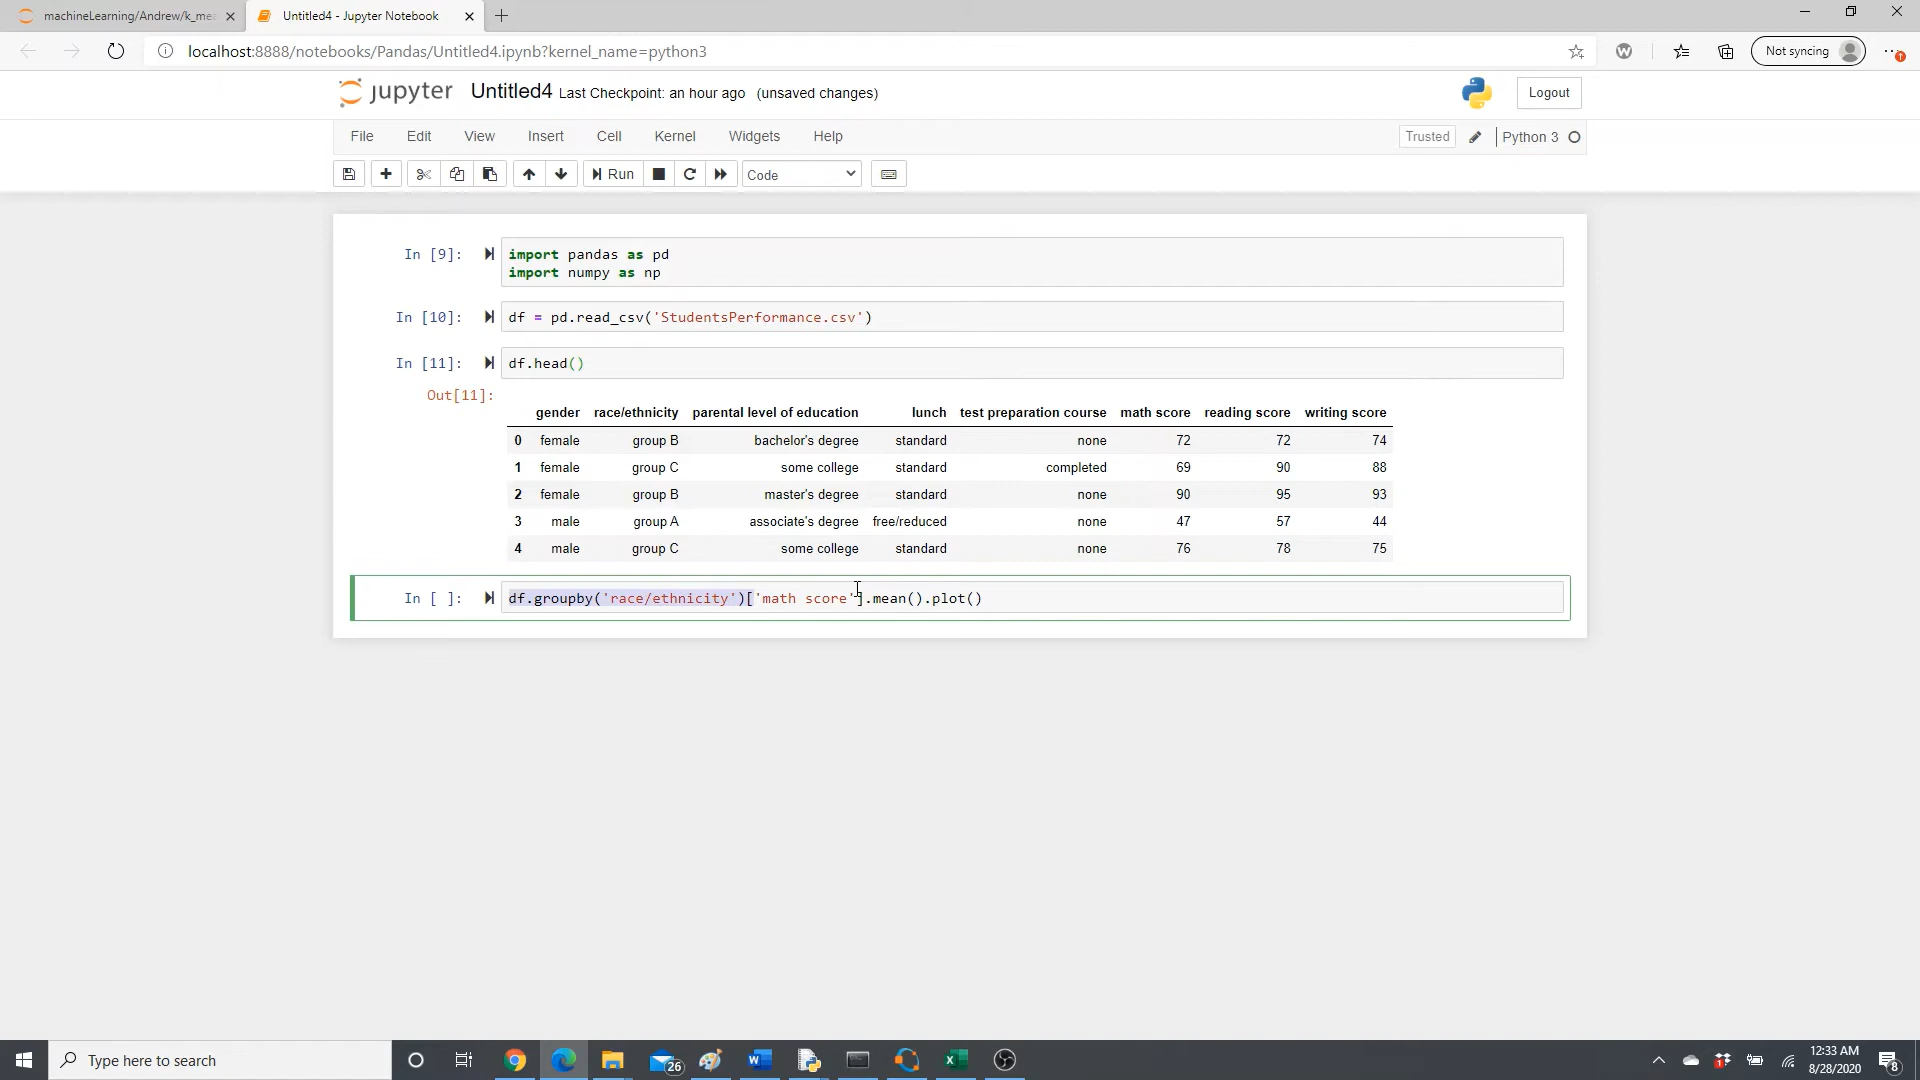 machineLearning/Andrew/k_me
Untitled4 - Jupyter Notebook
localhost:8888/notebooks/Pandas/Untitled4.ipynb?kernel_name=python3
Not syncing
jupyter Untitled4 Last Checkpoint: an hour ago (unsaved changes)
Logout
File Edit View Insert Cell Kernel Widgets Help
Trusted Python 3
Run Code
In [9]: import pandas as pd
import numpy as np
In [10]: df = pd.read_csv('StudentsPerformance.csv')
In [11]: df.head()
Out[11]:
gender race/ethnicity parental level of education lunch test preparation course math score reading score writing score
0 female group B bachelor's degree standard none 72 72 74
1 female group C some college standard completed 69 90 88
2 female group B master's degree standard none 90 95 93
3 male group A associate's degree free/reduced none 47 57 44
4 male group C some college standard none 76 78 75
In [ ]: df.groupby('race/ethnicity')['math score'].mean().plot()
Type here to search
26
1
12:33 AM
8/28/2020
8